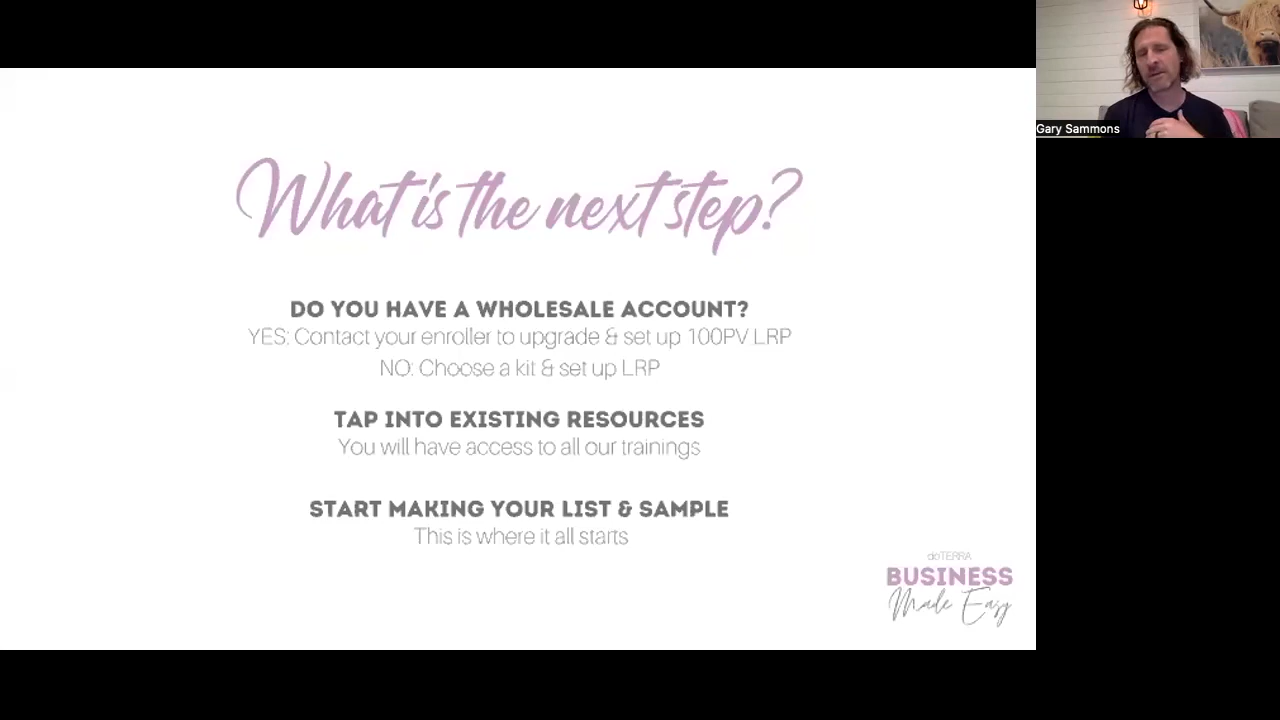 Gary Sammons
What is the next step?
DO YOU HAVE A WHOLESALE ACCOUNT?
YES: Contact your enroller to upgrade & set up 100PV LRP
NO: Choose a kit & set up LRP
TAP INTO EXISTING RESOURCES
You will have access to all our trainings
START MAKING YOUR LIST & SAMPLE
This is where it all starts
doTERRA
BUSINESS
Made Easy